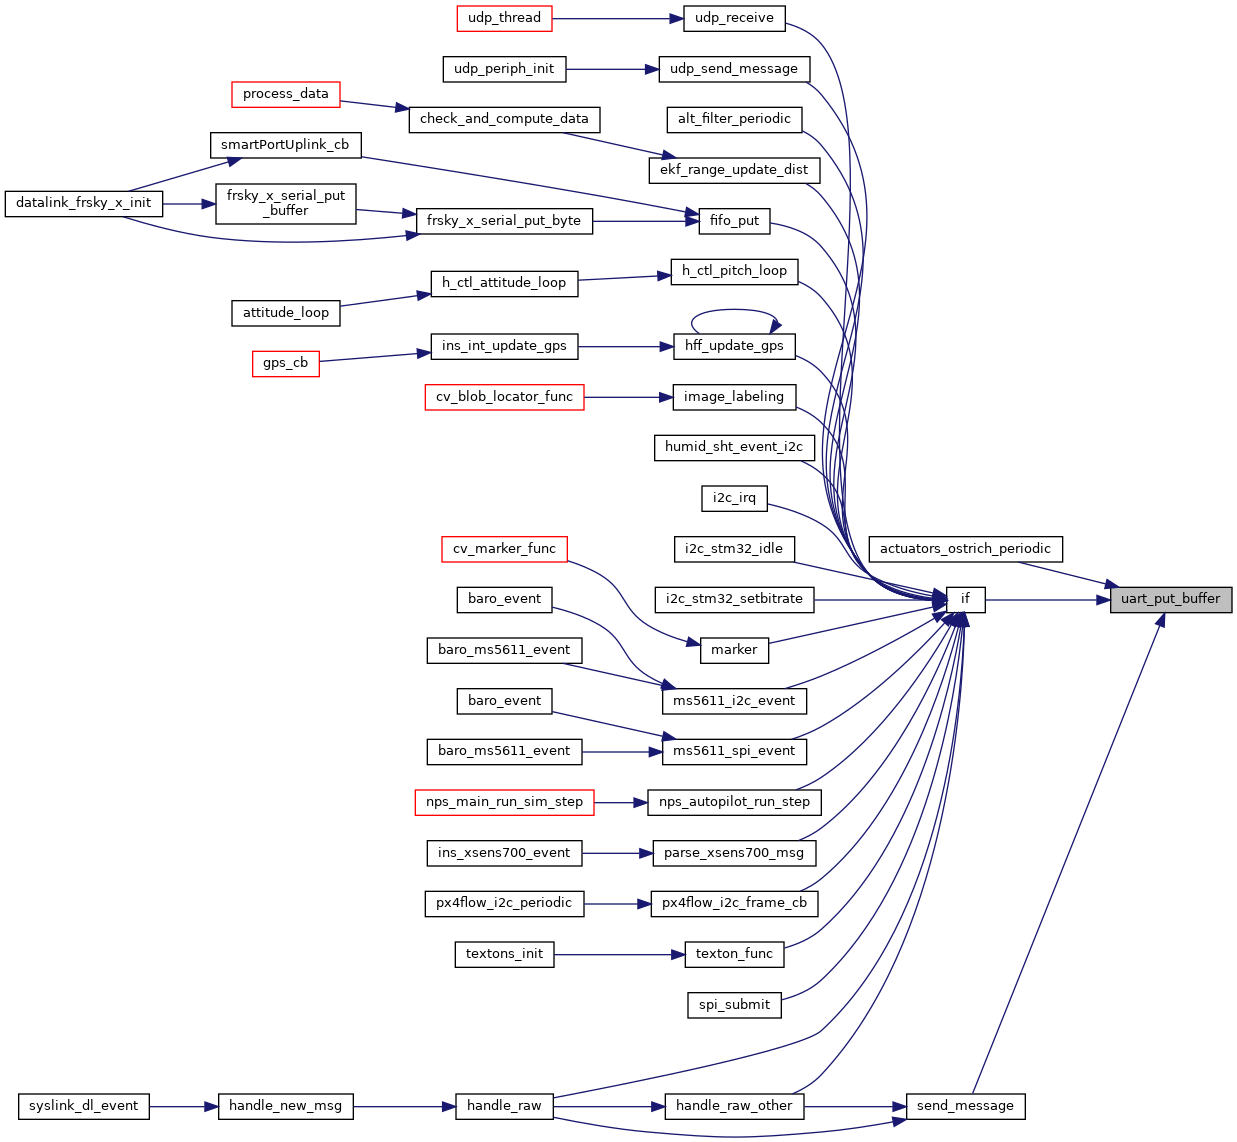 udp_thread
udp_receive
udp_periph_init
udp_send_message
process_data
check_and_compute_data
alt_filter_periodic
smartPortUplink_cb
ekf_range_update_dist
datalink_frsky_x_init
frsky_x_serial_put
_buffer
frsky_x_serial_put_byte
fifo_put
h_ctl_attitude_loop
h_ctl_pitch_loop
attitude_loop
gps_cb
ins_int_update_gps
hff_update_gps
cv_blob_locator_func
image_labeling
humid_sht_event_i2c
i2c_irq
cv_marker_func
i2c_stm32_idle
actuators_ostrich_periodic
baro_event
i2c_stm32_setbitrate
if
uart_put_buffer
baro_ms5611_event
marker
baro_event
ms5611_i2c_event
baro_ms5611_event
ms5611_spi_event
nps_main_run_sim_step
nps_autopilot_run_step
ins_xsens700_event
parse_xsens700_msg
px4flow_i2c_periodic
px4flow_i2c_frame_cb
textons_init
texton_func
spi_submit
syslink_dl_event
handle_new_msg
handle_raw
handle_raw_other
send_message